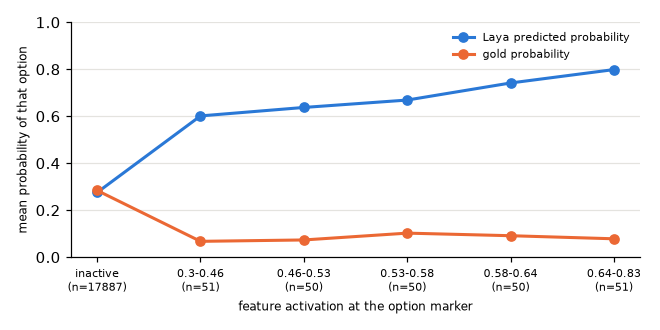 1.0
0.8
0.6
0.4
0.2
0.0
mean probability of that option
Laya predicted probability
gold probability
inactive
(n=17887)
0.3-0.46
(n=51)
0.46-0.53
(n=50)
0.53-0.58
(n=50)
0.58-0.64
(n=50)
0.64-0.83
(n=51)
feature activation at the option marker